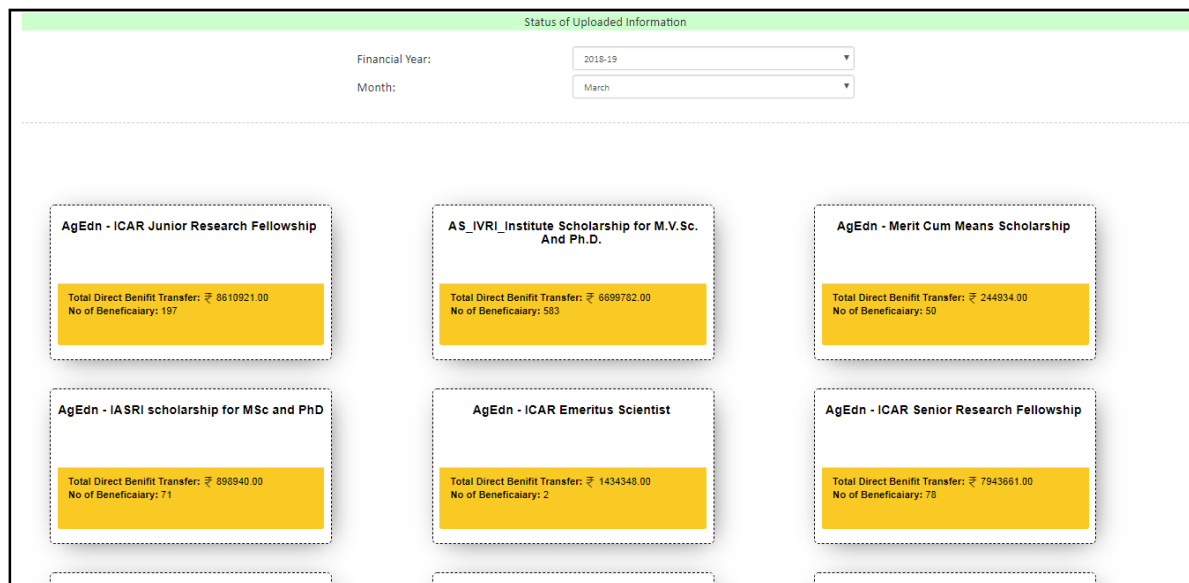 Status of Uploaded Information
Financial Year:
2018-19
Month:
March
AgEdn - ICAR Junior Research Fellowship
Total Direct Benifit Transfer: ₹ 8610921.00
No of Beneficaiary: 197
AS_IVRI_Institute Scholarship for M.V.Sc.
And Ph.D.
Total Direct Benifit Transfer: ₹ 6699782.00
No of Beneficaiary: 583
AgEdn - Merit Cum Means Scholarship
Total Direct Benifit Transfer: ₹ 244934.00
No of Beneficaiary: 50
AgEdn - IASRI scholarship for MSc and PhD
Total Direct Benifit Transfer: ₹ 898940.00
No of Beneficaiary: 71
AgEdn - ICAR Emeritus Scientist
Total Direct Benifit Transfer: ₹ 1434348.00
No of Beneficaiary: 2
AgEdn - ICAR Senior Research Fellowship
Total Direct Benifit Transfer: ₹ 7943661.00
No of Beneficaiary: 78